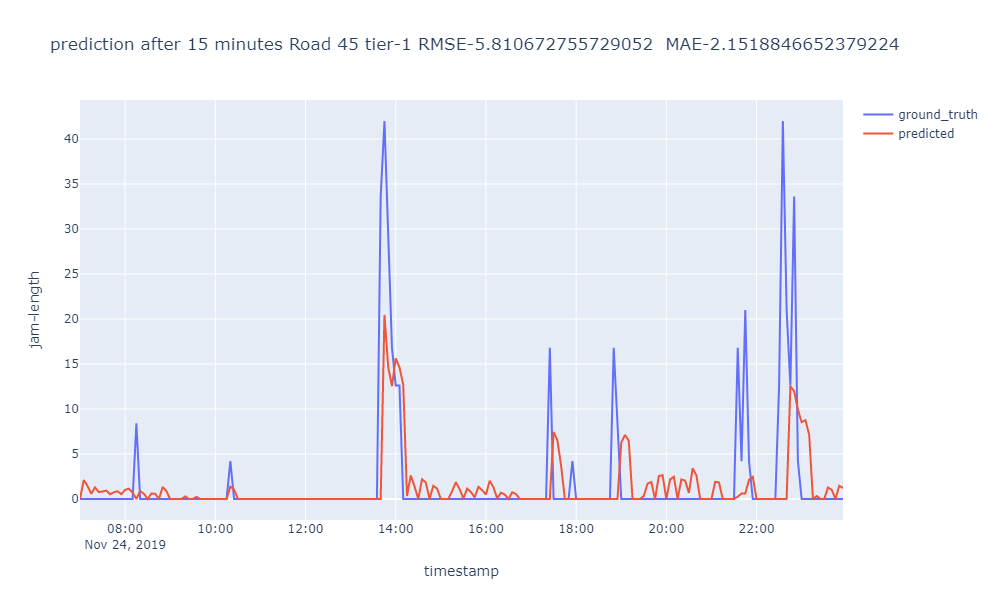 prediction after 15 minutes Road 45 tier-1 RMSE-5.810672755729052  MAE-2.1518846652379224
ground_truth
predicted
jam-length
40
35
30
25
20
15
10
5
0
08:00 10:00 12:00 14:00 16:00 18:00 20:00 22:00
Nov 24, 2019
timestamp